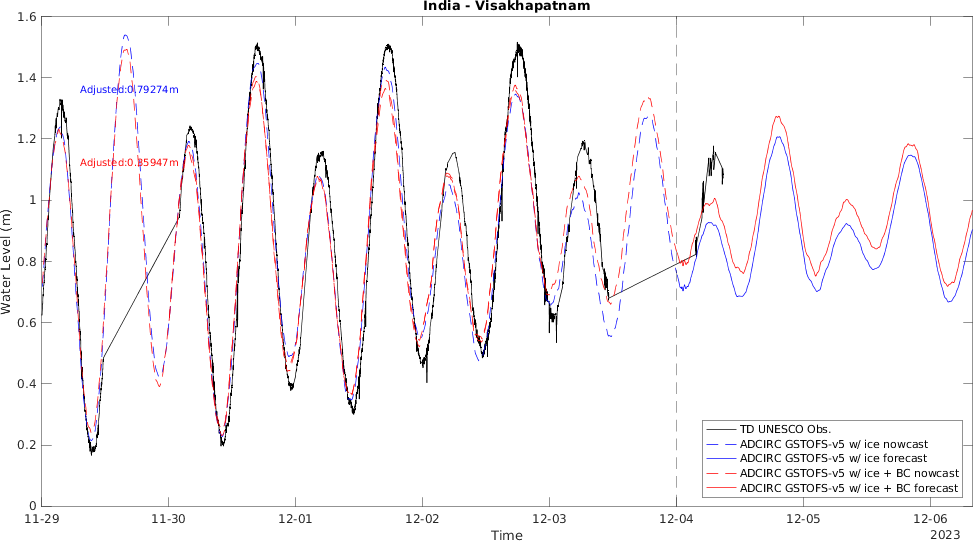 India - Visakhapatnam
1.6
1.4
1.2
1
0.8
0.6
0.4
0.2
0
Water Level (m)
Adjusted:0.79274m
Adjusted:0.85947m
TD UNESCO Obs.
ADCIRC GSTOFS-v5 w/ ice nowcast
ADCIRC GSTOFS-v5 w/ ice forecast
ADCIRC GSTOFS-v5 w/ ice + BC nowcast
ADCIRC GSTOFS-v5 w/ ice + BC forecast
11-29 11-30 12-01 12-02 12-03 12-04 12-05 12-06
Time
2023